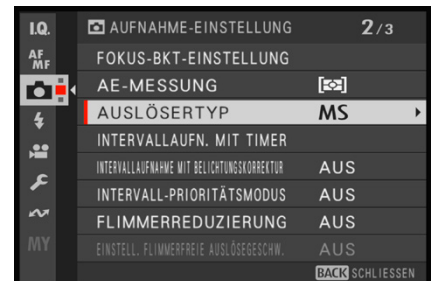 I.Q.
AUFNAHME-EINSTELLUNG 2/3
AF MF
FOKUS-BKT-EINSTELLUNG
AE-MESSUNG
AUSLÖSERTYP MS
INTERVALLAUFN. MIT TIMER
INTERVALLAUFNAHME MIT BELICHTUNGSKORREKTUR AUS
INTERVALL-PRIORITÄTSMODUS AUS
FLIMMERREDUZIERUNG AUS
MY
EINSTELL. FLIMMERFREIE AUSLÖSEGESCHW. AUS
BACK SCHLIESSEN